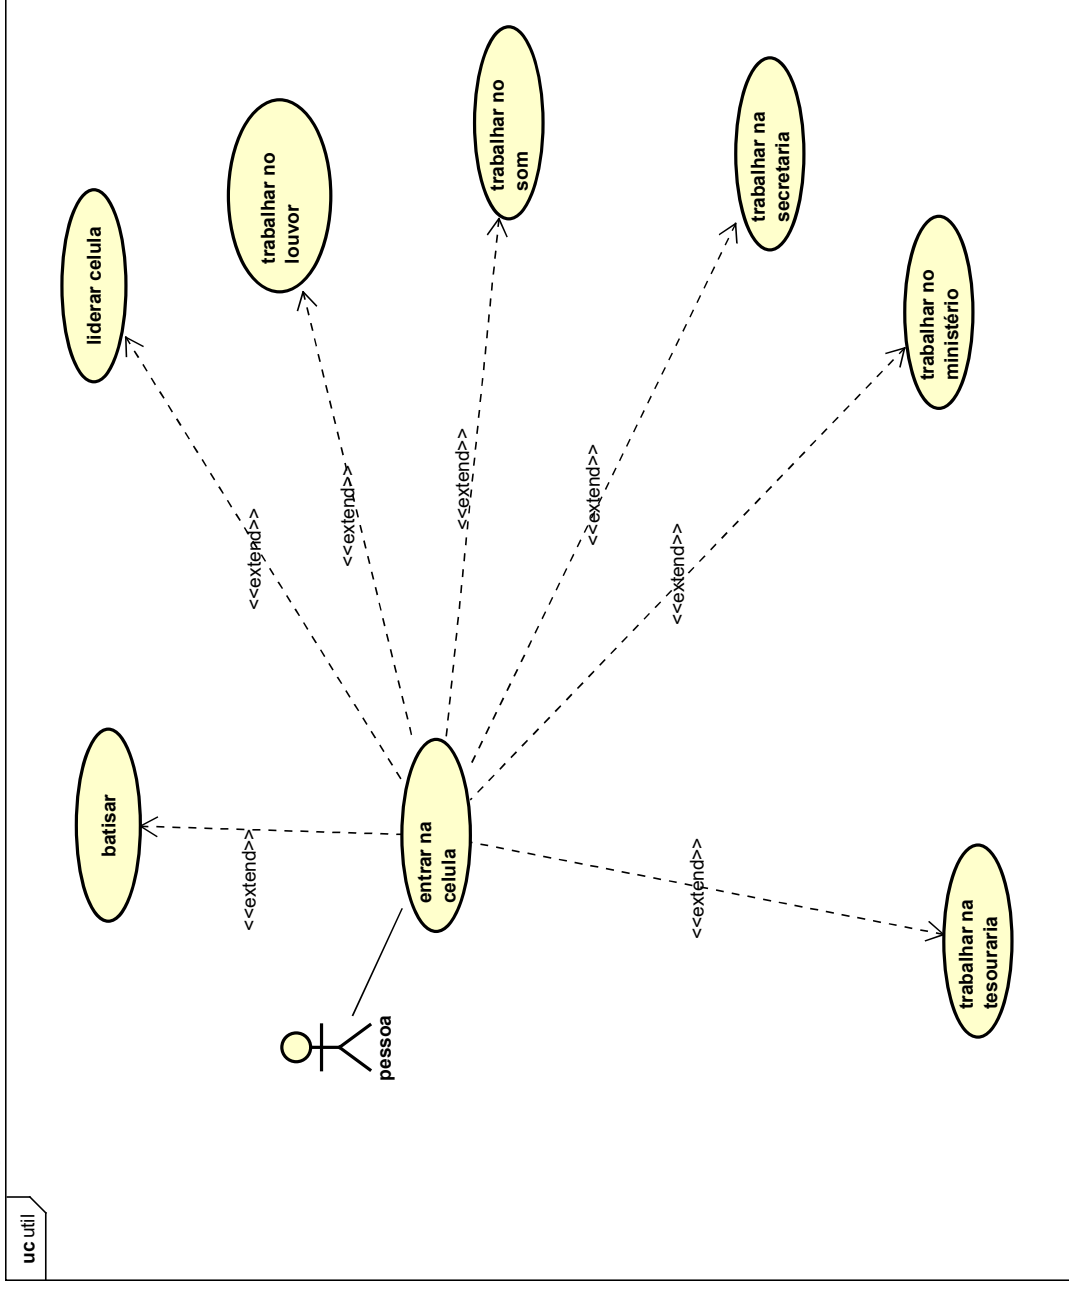 uc util
liderar celula
batisar
<<extend>>
<<extend>>
trabalhar no
louvor
<<extend>>
pessoa
entrar na
celula
<<extend>>
trabalhar no
som
<<extend>>
<<extend>>
<<extend>>
trabalhar na
secretaria
trabalhar no
ministério
trabalhar na
tesouraria